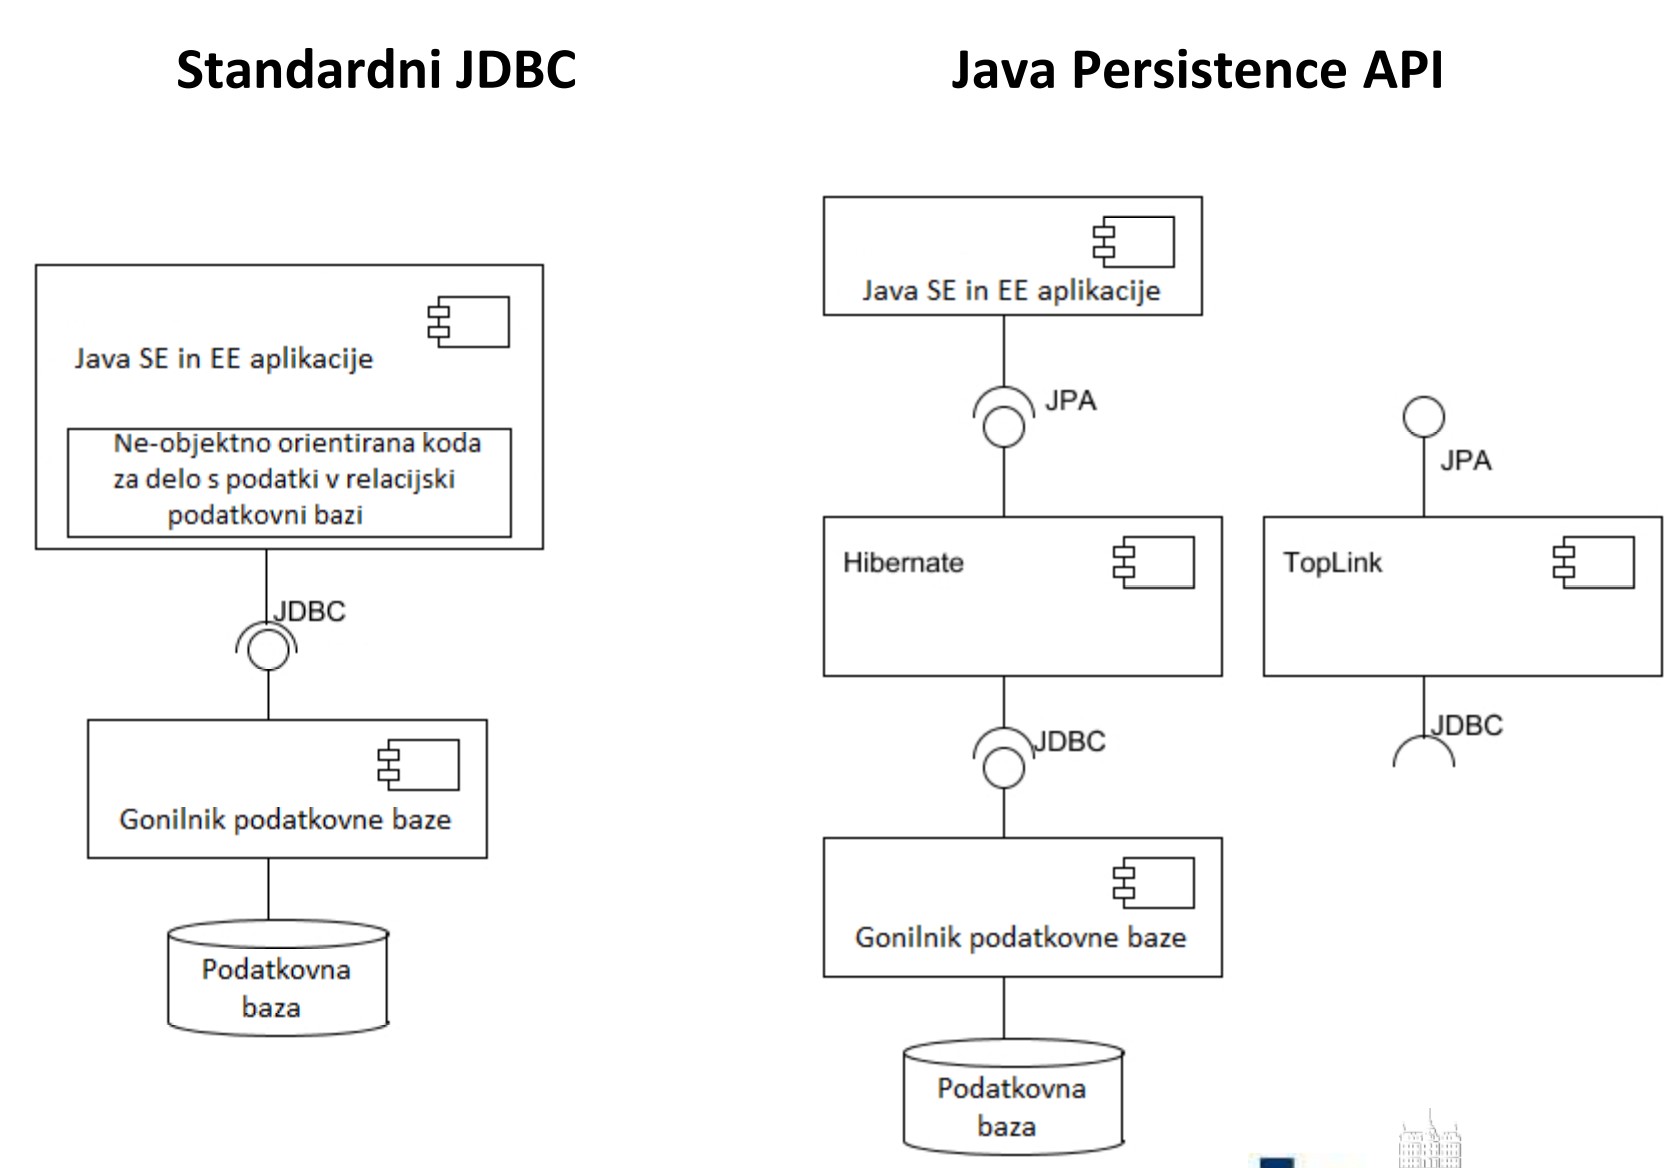 Standardni JDBC
Java SE in EE aplikacije
Ne-objektno orientirana koda
za delo s podatki v relacijski
podatkovni bazi
JDBC
Gonilnik podatkovne baze
Podatkovna
baza
Java Persistence API
Java SE in EE aplikacije
JPA
Hibernate
JDBC
Gonilnik podatkovne baze
Podatkovna
baza
JPA
TopLink
JDBC